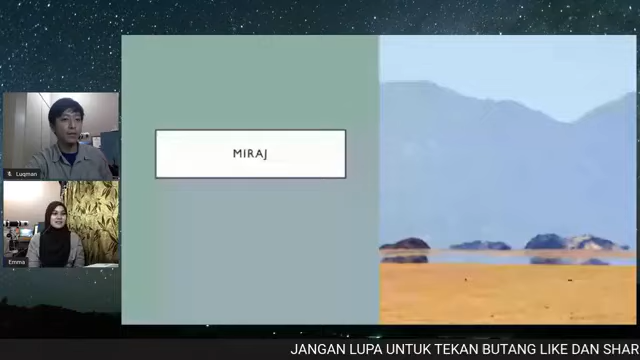 MIRAJ
Luqman
Emma
JANGAN LUPA UNTUK TEKAN BUTANG LIKE DAN SHAR